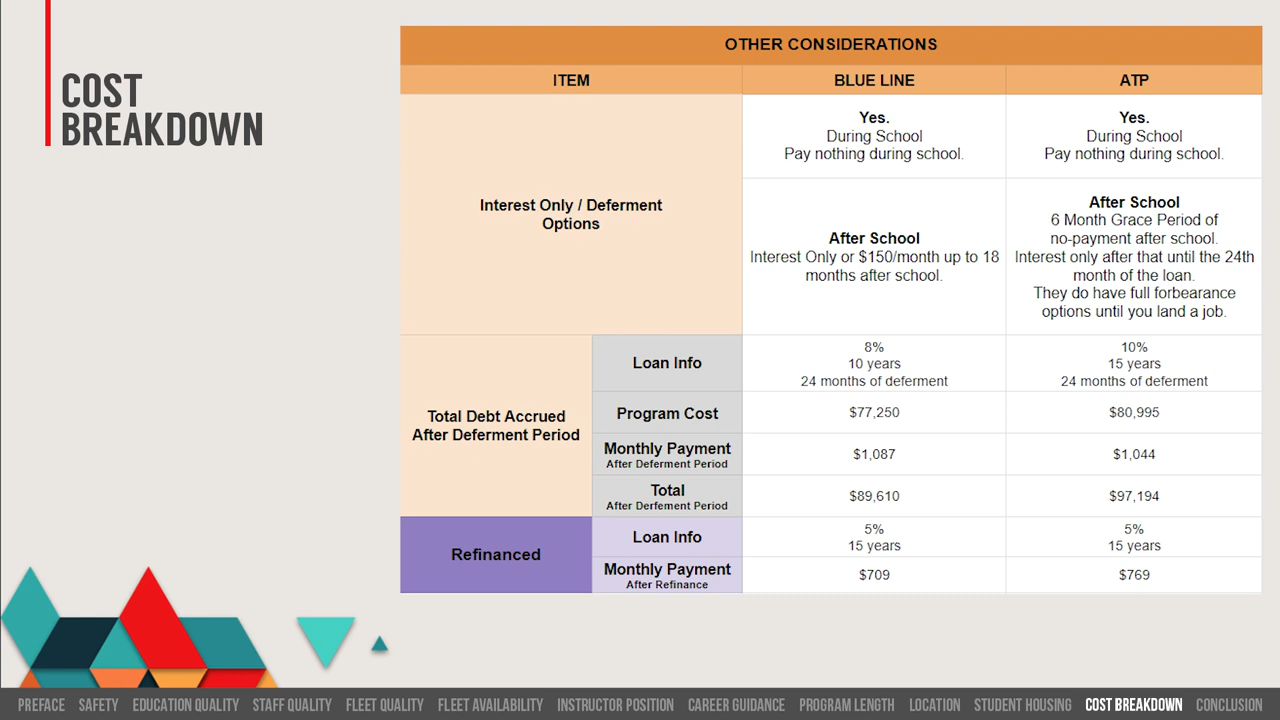 COST
BREAKDOWN
OTHER CONSIDERATIONS
ITEM
BLUE LINE
ATP
Interest Only / Deferment
Options
Yes.
During School
Pay nothing during school.
Yes.
During School
Pay nothing during school.
After School
Interest Only or $150/month up to 18
months after school.
After School
6 Month Grace Period of
no-payment after school.
Interest only after that until the 24th
month of the loan.
They do have full forbearance
options until you land a job.
Total Debt Accrued
After Deferment Period
Loan Info
8%
10 years
24 months of deferment
10%
15 years
24 months of deferment
Program Cost
$77,250
$80,995
Monthly Payment
After Deferment Period
$1,087
$1,044
Total
After Derfement Period
$89,610
$97,194
Refinanced
Loan Info
5%
15 years
5%
15 years
Monthly Payment
After Refinance
$709
$769
PREFACE SAFETY EDUCATION QUALITY STAFF QUALITY FLEET QUALITY FLEET AVAILABILITY INSTRUCTOR POSITION CAREER GUIDANCE PROGRAM LENGTH LOCATION STUDENT HOUSING COST BREAKDOWN CONCLUSION